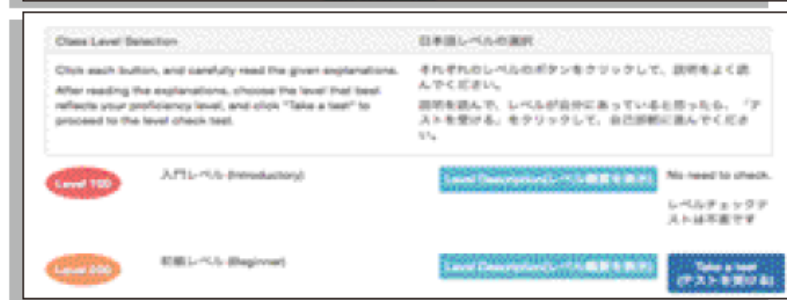 Class Level Selection
日本語レベルの選択
Click each button, and carefully read the given explanations.
After reading the explanations, choose the level that best
reflects your proficiency level, and click "Take a test" to
proceed to the level check test.
それぞれのレベルのボタンをクリックして、説明をよく読
んでください。
説明を読んで、レベルが自分にあっていると思ったら、「テ
ストを受ける」をクリックして、自己診断に進んでくださ
い。
Level 100
入門レベル (Introductory)
Level Description(レベル概要を表示)
No need to check.
レベルチェックテ
ストは不要です
初級レベル (Beginner)
Level Description(レベル概要を表示)
Take a test
(テストを受ける)